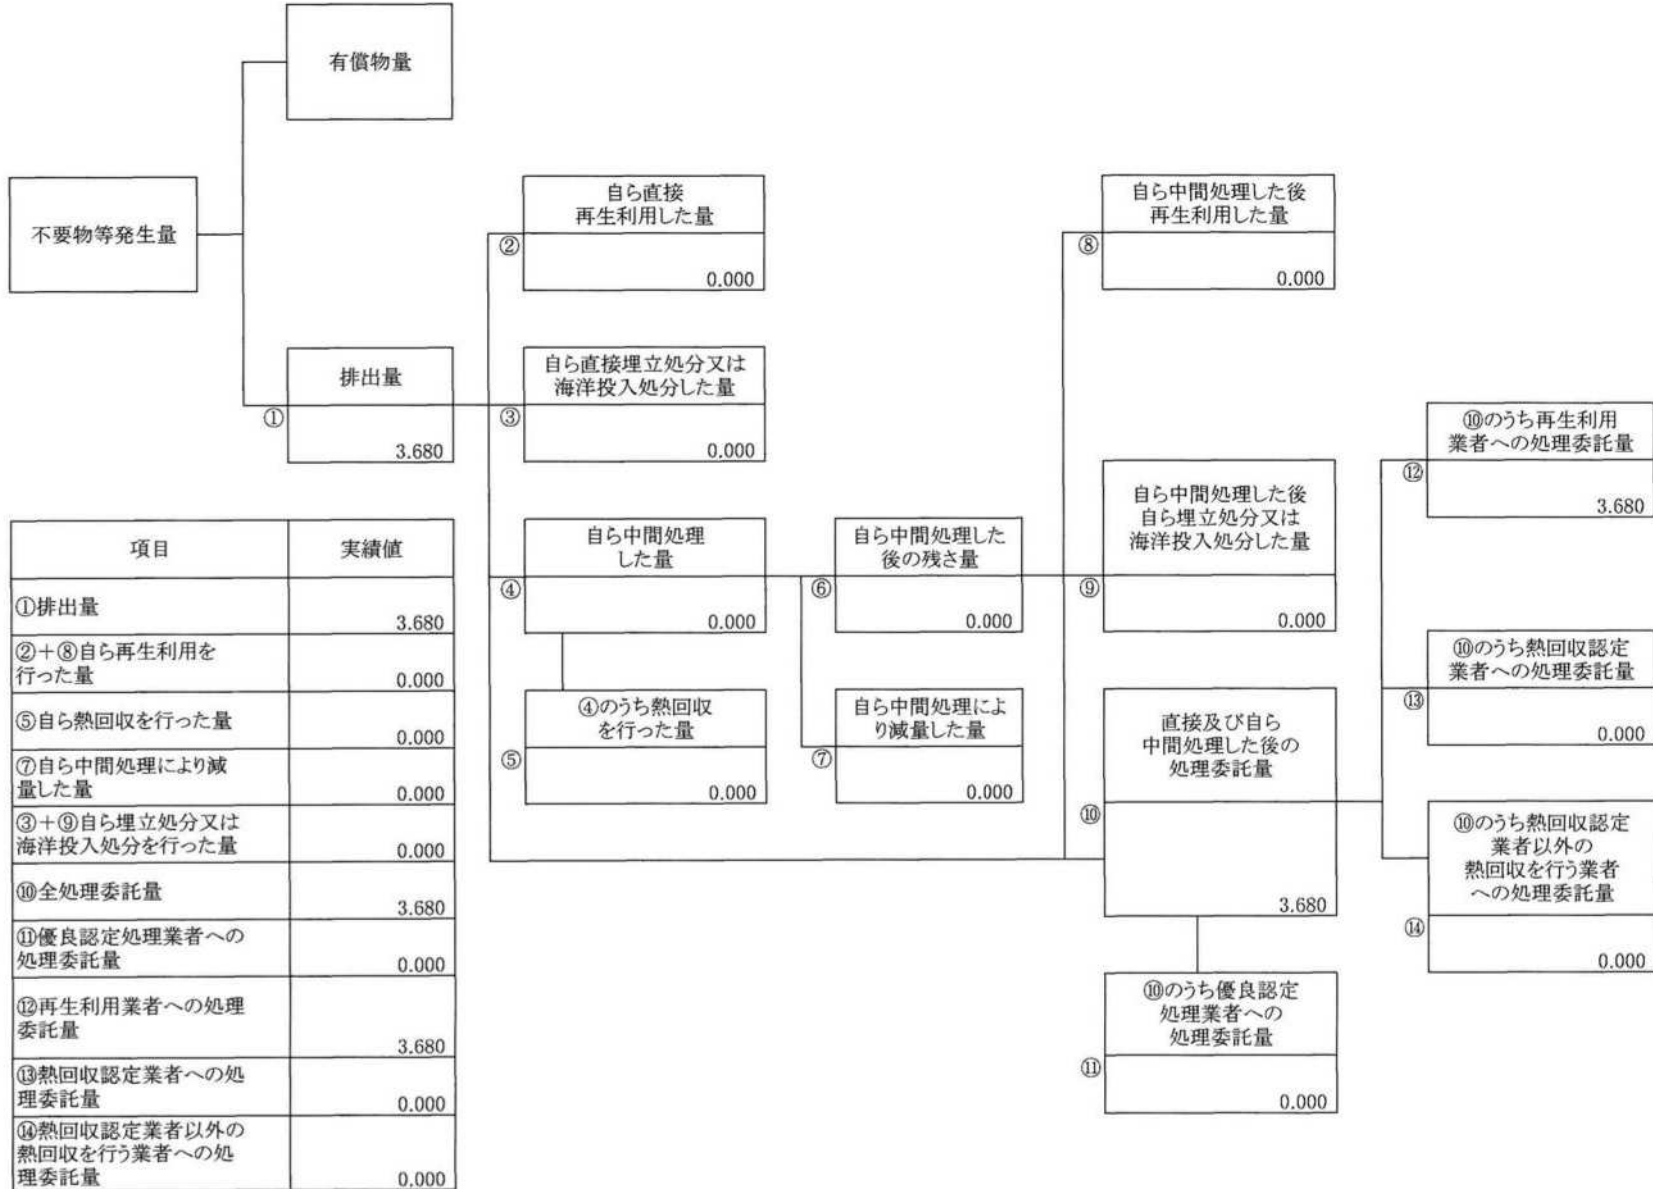 有償物量
不要物等発生量
自ら直接
再生利用した量
②
0.000
自ら中間処理した後
再生利用した量
⑧
0.000
排出量
①
3.680
自ら直接埋立処分又は
海洋投入処分した量
③
0.000
⑩のうち再生利用
業者への処理委託量
⑫
3.680
自ら中間処理
した量
④
0.000
自ら中間処理した
後の残さ量
⑥
0.000
自ら中間処理した後
自ら埋立処分又は
海洋投入処分した量
⑨
0.000
⑩のうち熱回収認定
業者への処理委託量
⑬
0.000
④のうち熱回収
を行った量
⑤
0.000
自ら中間処理によ
り減量した量
⑦
0.000
直接及び自ら
中間処理した後の
処理委託量
⑩
3.680
⑩のうち熱回収認定
業者以外の
熱回収を行う業者
への処理委託量
⑭
0.000
⑩のうち優良認定
処理業者への
処理委託量
⑪
0.000
項目 実績値
①排出量
3.680
②+⑧自ら再生利用を
行った量
0.000
⑤自ら熱回収を行った量
0.000
⑦自ら中間処理により減
量した量
0.000
③+⑨自ら埋立処分又は
海洋投入処分を行った量
0.000
⑩全処理委託量
3.680
⑪優良認定処理業者への
処理委託量
0.000
⑫再生利用業者への処理
委託量
3.680
⑬熱回収認定業者への処
理委託量
0.000
⑭熱回収認定業者以外の
熱回収を行う業者への処
理委託量
0.000